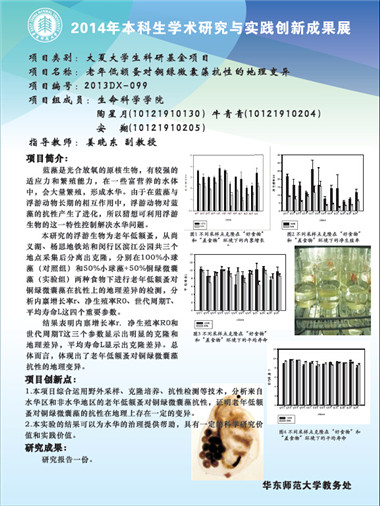 2014年本科生学术研究与实践创新成果展
项目类别：大夏大学生科研基金项目
项目名称：老年低额溞对铜绿微囊藻抗性的地理变异
项目编号：2013DX-099
项目组成员：生命科学学院
陶星月(10121910130) 牛青青(10121910204)
安 翔(10121910205)
指导教师：姜晓东 副教授
项目简介：
蓝藻是光合放氧的原核生物，有较强的
适应力和繁殖能力，在一些富营养的水体
中，会大量繁殖，形成水华。由于在蓝藻与
浮游动物长期的相互作用中，浮游动物对蓝
藻的抗性产生了进化，所以猜想可利用浮游
生物的这一特性控制解决水华问题。
本研究的浮游生物为老年低额溞，从尚
义湖、杨思地铁站和闵行区滨江公园共三个
地点采集后分离出克隆，分别在100%小球
藻（对照组）和50%小球藻+50%铜绿微囊
藻（实验组）两种食物下进行老年低额溞对
铜绿微囊藻在抗性上的地理差异的检测，分
析内禀增长率r、净生殖率R0、世代周期T、
平均寿命L这四个重要参数。
结果表明内禀增长率r、净生殖率R0和
世代周期T这三个参数显示出明显的克隆和
地理差异，平均寿命L显示出克隆差异。总
体而言，体现出了老年低额溞对铜绿微囊藻
抗性的地理变异。
项目创新点：
1.本项目综合运用野外采样、克隆培养、抗性检测等技术，分析来自
水华区和非水华地区的老年低额溞对铜绿微囊藻抗性，证明老年低额
溞对铜绿微囊藻的抗性在地理上存在一定的变异。
2.本实验的结果可以为水华的治理提供帮助，具有一定的科学研究价
值和实践价值。
研究成果：
研究报告一份。
图1 不同采样点克隆在“好食物”
和“差食物”环境下的内禀增长
图2 不同采样点克隆在“好食物”
和“差食物”环境下的净生殖率
图3 不同采样点克隆在“好食物”
和“差食物”环境下的平均寿命
图4 不同采样点克隆在“好食物”和
“差食物”环境下的平均寿命
华东师范大学教务处